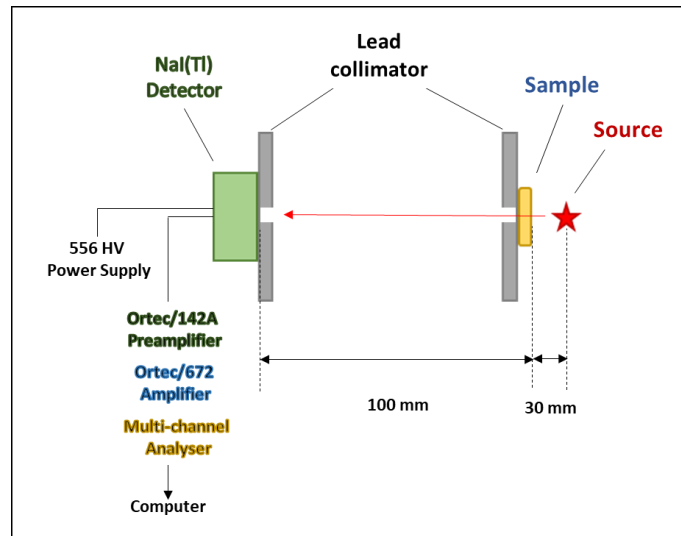 Lead
collimator
NaI(Tl)
Detector
Sample
Source
556 HV
Power Supply
Ortec/142A
Preamplifier
Ortec/672
Amplifier
Multi-channel
Analyser
Computer
100 mm
30 mm